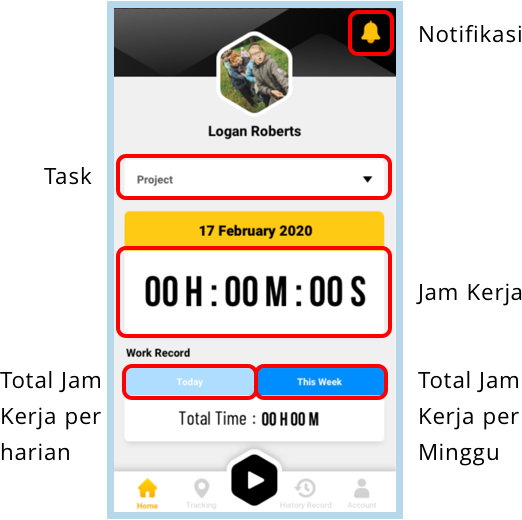 Notifikasi
Logan Roberts
Task
Project
17 February 2020
00 H : 00 M : 00 S
Jam Kerja
Work Record
Total Jam
Kerja per
harian
Today
This Week
Total Jam
Kerja per
Minggu
Total Time : 00 H 00 M
Home
Tracking
History Record
Account